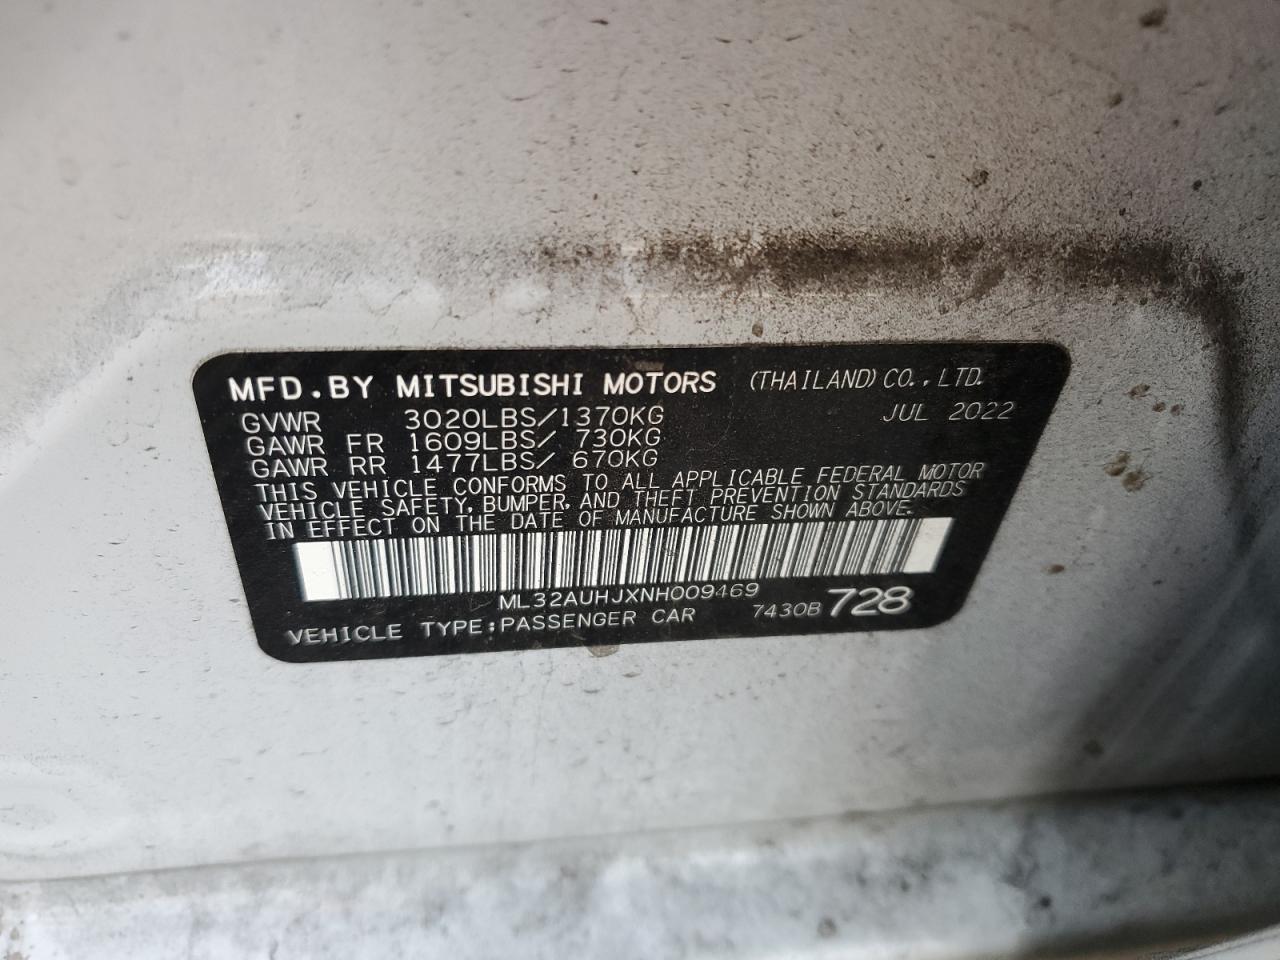 MFD.BY MITSUBISHI MOTORS (THAILAND)CO.,LTD.
GVWR 3020LBS/1370KG JUL 2022
GAWR FR 1609LBS/ 730KG
GAWR RR 1477LBS/ 670KG
THIS VEHICLE CONFORMS TO ALL APPLICABLE FEDERAL MOTOR
VEHICLE SAFETY, BUMPER, AND THEFT PREVENTION STANDARDS
IN EFFECT ON THE DATE OF MANUFACTURE SHOWN ABOVE.
ML32AUHJXNH009469
VEHICLE TYPE:PASSENGER CAR 7430B 728